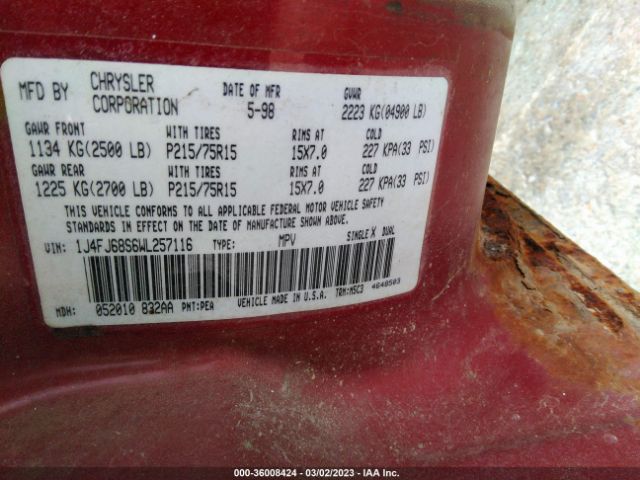 MFD BY CHRYSLER CORPORATION DATE OF MFR 5-98 GVWR 2223 KG(04900 LB)
GAWR FRONT WITH TIRES RIMS AT COLD
1134 KG(2500 LB) P215/75R15 15X7.0 227 KPA(33 PSI)
GAWR REAR WITH TIRES RIMS AT COLD
1225 KG(2700 LB) P215/75R15 15X7.0 227 KPA(33 PSI)
THIS VEHICLE CONFORMS TO ALL APPLICABLE FEDERAL MOTOR VEHICLE SAFETY
STANDARDS IN EFFECT ON THE DATE OF MANUFACTURE SHOWN ABOVE.
VIN: 1J4FJ68S6WL257116 TYPE: MPV SINGLE X DUAL
MDH: 052010 832AA PNT:PEA VEHICLE MADE IN U.S.A. TRM:M5C3 4648503
000-36008424 - 03/02/2023 - IAA Inc.